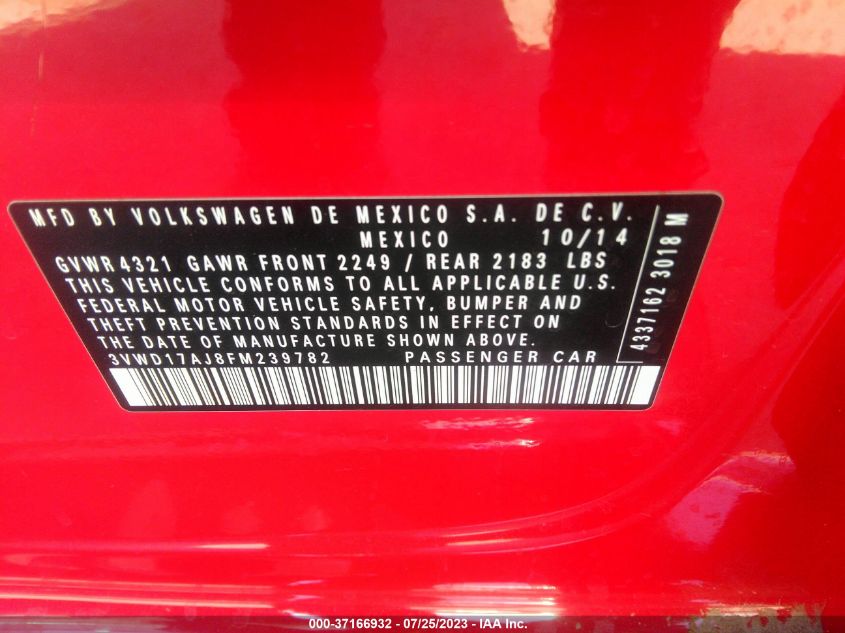 MFD BY VOLKSWAGEN DE MEXICO S.A. DE C.V.
MEXICO 10/14
GVWR 4321 GAWR FRONT 2249 / REAR 2183 LBS
THIS VEHICLE CONFORMS TO ALL APPLICABLE U.S.
FEDERAL MOTOR VEHICLE SAFETY, BUMPER AND
THEFT PREVENTION STANDARDS IN EFFECT ON
THE DATE OF MANUFACTURE SHOWN ABOVE.
3VWD17AJ8FM239782 PASSENGER CAR
4337162 3018 M
000-37166932 - 07/25/2023 - IAA Inc.